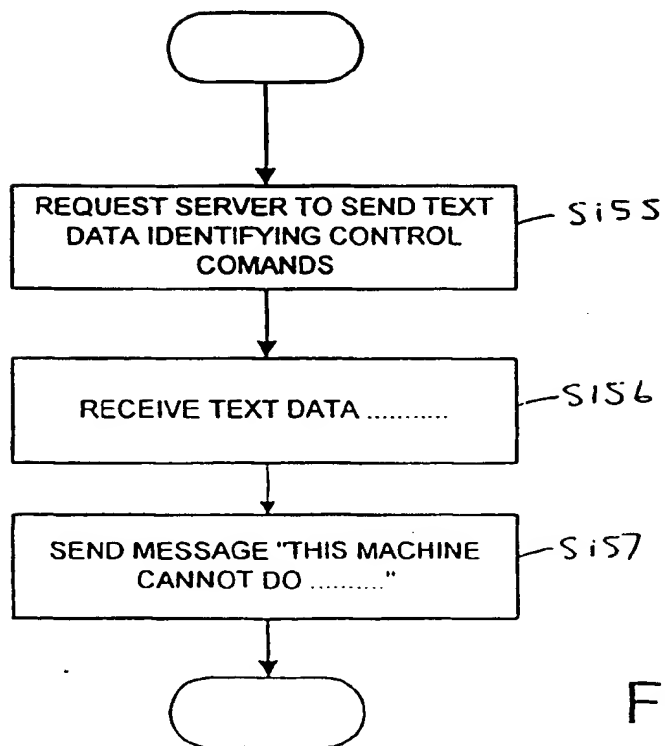 REQUEST SERVER TO SEND TEXT
DATA IDENTIFYING CONTROL
COMANDS
S155
RECEIVE TEXT DATA ...........
S156
SEND MESSAGE "THIS MACHINE
CANNOT DO .........."
S157
F